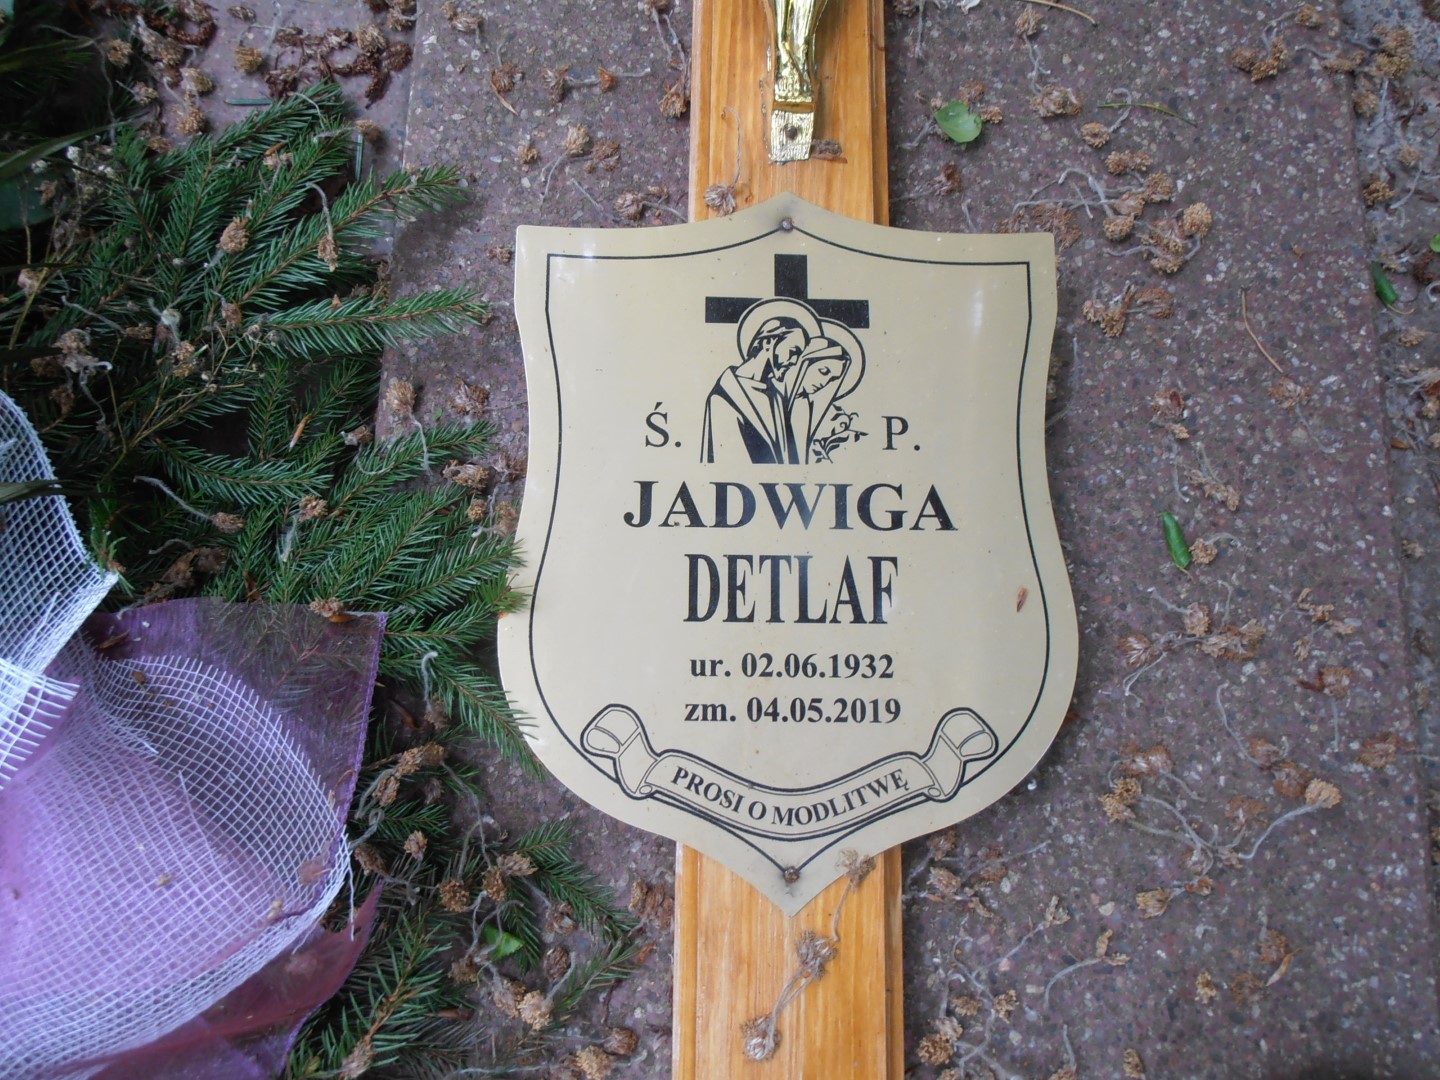 Ś. P.
JADWIGA
DETLAF
ur. 02.06.1932
zm. 04.05.2019
PROSI O MODLITWĘ